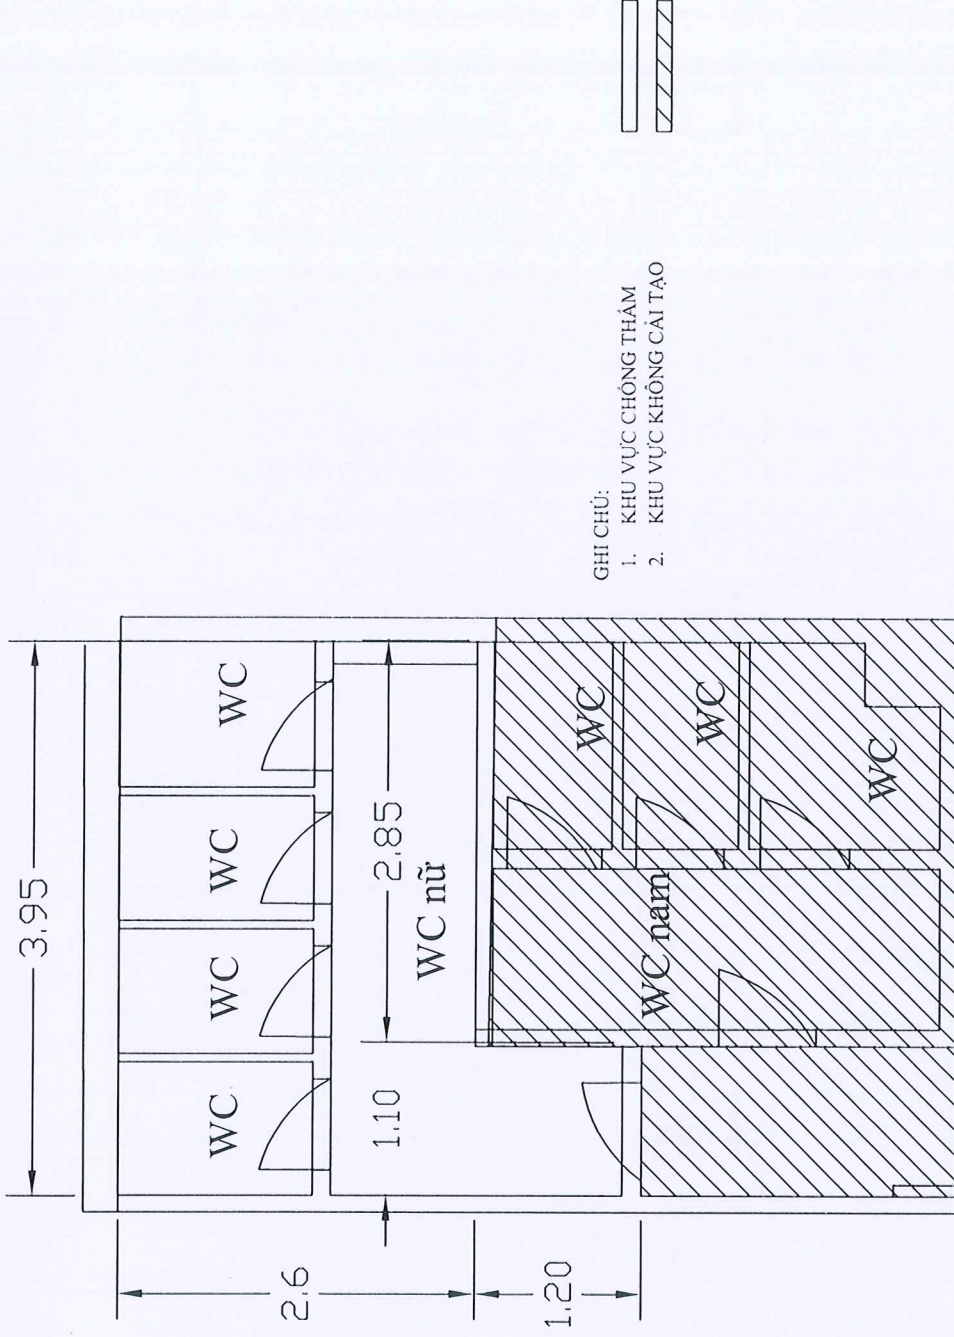 3.95
WC
WC
WC
WC
2.85
WC nữ
1.10
2.6
1.20
WC
WC
WC
WC nam
GHI CHÚ:
1. KHU VỰC CHỐNG THẤM
2. KHU VỰC KHÔNG CẢI TẠO